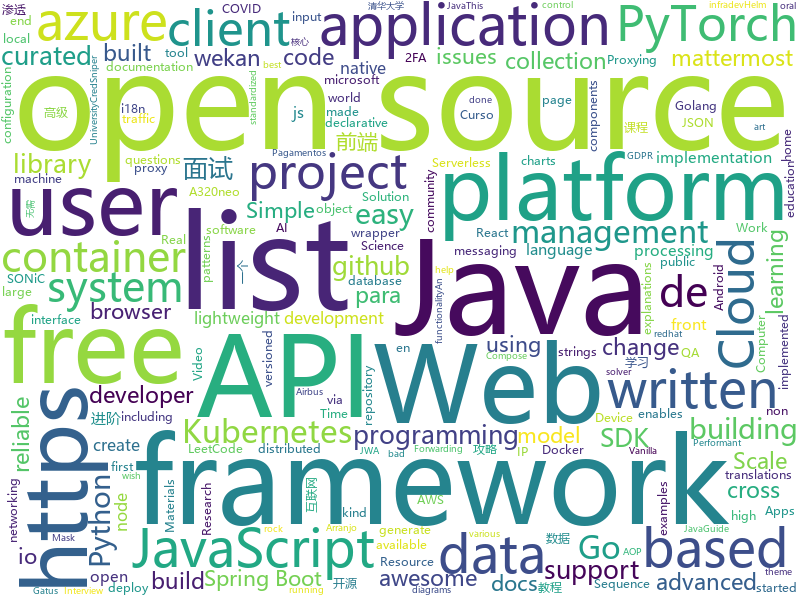 渗透
COVID
input
JavaThis
control
清华大学
infradevHelm
oral
end
local
azure
client
application
2FA
核心
PyTorch
tool
best
curated
built
wekan
code
issues
native
collection
Proxying
mattermost
configuration
UniversityCredSniper
documentation
microsoft
standardized
traffic
i18n
world
js
made
declarative
page
done
Curso
components
Golang
JSON
高级
proxy
open source
questions
Pagamentos
前端
课程
GDPR
art
home
library
面试
machine
Serverless
charts
implementation
education
A320neo
Simple
project
easy
Solution
object
platform
React
patterns
wrapper
community
Work
user
list
Java
management
container
software
Real
AI
Science
messaging
language
processing
explanations
Android
SONiC
large
system
github
database
public
Cloud
learning
interface
para
de
Computer
free
API
Web
browser
lightweight
development
functionalityAn
help
front
Video
en
using
change
QA
strings
redhat
implemented
versioned
repository
developer
https
framework
written
reliable
Kubernetes
Compose
进阶
including
via
Airbus
Time
programming
model
solver
学习
translations
create
first
LeetCode
distributed
enables
Docker
SDK
building
Vanilla
networking
Python
node
JavaScript
Forwarding
JWA
bad
攻略
IP
Device
Scale
Performant
Materials
Research
互联网
kind
AWS
Go
examples
cross
JavaGuide
generate
available
data
based
Apps
io
build
Spring Boot
docs
数据
high
AOP
open
deploy
Resource
Arranjo
awesome
教程
support
advanced
started
wish
Mask
开源
Sequence
various
theme
Gatus
Interview
rock
running
diagrams